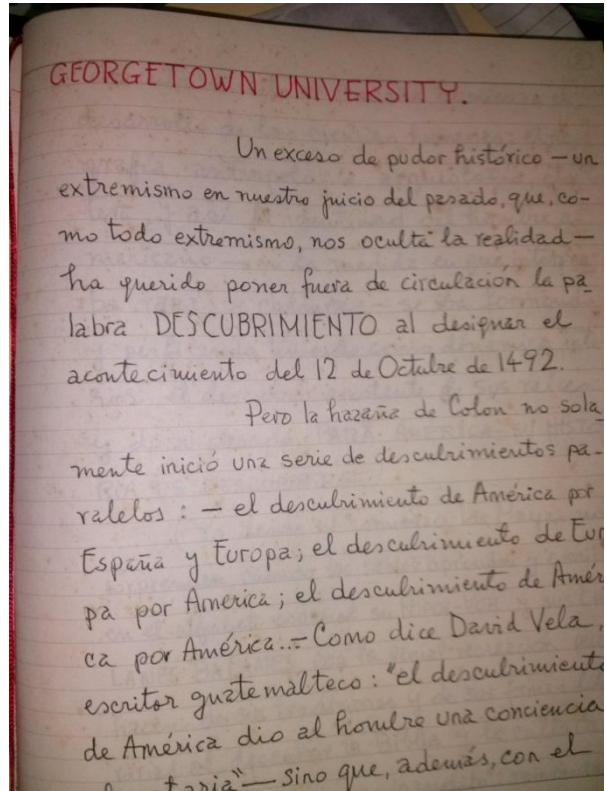 GEORGETOWN UNIVERSITY.
Un exceso de pudor histórico — un
extremismo en nuestro juicio del pasado, que, co-
mo todo extremismo, nos oculta la realidad —
ha querido poner fuera de circulación la pa_
labra DESCUBRIMIENTO al designar el
acontecimiento del 12 de Octubre de 1492.
Pero la hazaña de Colon no sola_
mente inició una serie de descubrimientos pa-
ralelos : — el descubrimiento de América por
España y Europa; el descubrimiento de Eur
pa por America; el descubrimiento de Amér
ca por América.. — Como dice David Vela,
escritor guatemalteco : "el descubrimient
de América dio al hombre una conciencia
taria" — sino que, además, con el